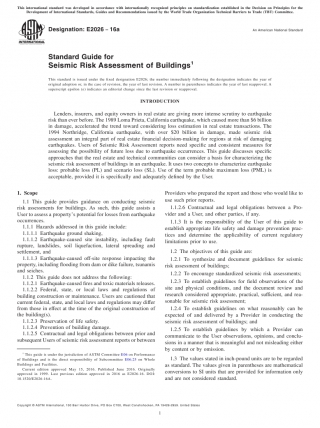 This international standard was developed in accordance with internationally recognized principles on standardization established in the Decision on Principles for the
Development of International Standards, Guides and Recommendations issued by the World Trade Organization Technical Barriers to Trade (TBT) Committee.
Designation: E2026 − 16a
An American National Standard
INTERNATIONAL
Standard Guide for
Seismic Risk Assessment of Buildings1
This standard is issued under the fixed designation E2026; the number immediately following the designation indicates the year of
original adoption or, in the case of revision, the year of last revision. A number in parentheses indicates the year of last reapproval. A
superscript epsilon (´) indicates an editorial change since the last revision or reapproval.
INTRODUCTION
Lenders, insurers, and equity owners in real estate are giving more intense scrutiny to earthquake
risk than ever before. The 1989 Loma Prieta, California earthquake, which caused more than $6 billion
in damage, accelerated the trend toward considering loss estimation in real estate transactions. The
1994 Northridge, California earthquake, with over $20 billion in damage, made seismic risk
assessment an integral part of real estate financial decision-making for regions at risk of damaging
earthquakes. Users of Seismic Risk Assessment reports need specific and consistent measures for
assessing the possibility of future loss due to earthquake occurrences. This guide discusses specific
approaches that the real estate and technical communities can consider a basis for characterizing the
seismic risk assessment of buildings in an earthquake. It uses two concepts to characterize earthquake
loss: probable loss (PL) and scenario loss (SL). Use of the term probable maximum loss (PML) is
acceptable, provided it is specifically and adequately defined by the User.
1. Scope
1.1 This guide provides guidance on conducting seismic
risk assessments for buildings. As such, this guide assists a
User to assess a property's potential for losses from earthquake
occurrences.
1.1.1 Hazards addressed in this guide include:
1.1.1.1 Earthquake ground shaking,
1.1.1.2 Earthquake-caused site instability, including fault
rupture, landslides, soil liquefaction, lateral spreading and
settlement, and
1.1.1.3 Earthquake-caused off-site response impacting the
property, including flooding from dam or dike failure, tsunamis
and seiches.
1.1.2 This guide does not address the following:
1.1.2.1 Earthquake-caused fires and toxic materials releases.
1.1.2.2 Federal, state, or local laws and regulations of
building construction or maintenance. Users are cautioned that
current federal, state, and local laws and regulations may differ
from those in effect at the time of the original construction of
the building(s).
1.1.2.3 Preservation of life safety.
1.1.2.4 Prevention of building damage.
1.1.2.5 Contractual and legal obligations between prior and
subsequent Users of seismic risk assessment reports or between
1 This guide is under the jurisdiction of ASTM Committee E06 on Performance
of Buildings and is the direct responsibility of Subcommittee E06.25 on Whole
Buildings and Facilities.
Current edition approved May 15, 2016. Published June 2016. Originally
approved in 1999. Last previous edition approved in 2016 as E2026–16. DOI:
10.1520/E2026-16A.
Providers who prepared the report and those who would like to
use such prior reports.
1.1.2.6 Contractual and legal obligations between a Pro-
vider and a User, and other parties, if any.
1.1.3 It is the responsibility of the User of this guide to
establish appropriate life safety and damage prevention prac-
tices and determine the applicability of current regulatory
limitations prior to use.
1.2 The objectives of this guide are:
1.2.1 To synthesize and document guidelines for seismic
risk assessment of buildings;
1.2.2 To encourage standardized seismic risk assessments;
1.2.3 To establish guidelines for field observations of the
site and physical conditions, and the document review and
research considered appropriate, practical, sufficient, and rea-
sonable for seismic risk assessment;
1.2.4 To establish guidelines on what reasonably can be
expected of and delivered by a Provider in conducting the
seismic risk assessment of buildings; and
1.2.5 To establish guidelines by which a Provider can
communicate to the User observations, opinions, and conclu-
sions in a manner that is meaningful and not misleading either
by content or by omission.
1.3 The values stated in inch-pound units are to be regarded
as standard. The values given in parentheses are mathematical
conversions to SI units that are provided for information only
and are not considered standard.
Copyright © ASTM International, 100 Barr Harbor Drive, PO Box C700, West Conshohocken, PA 19428-2959. United States
1